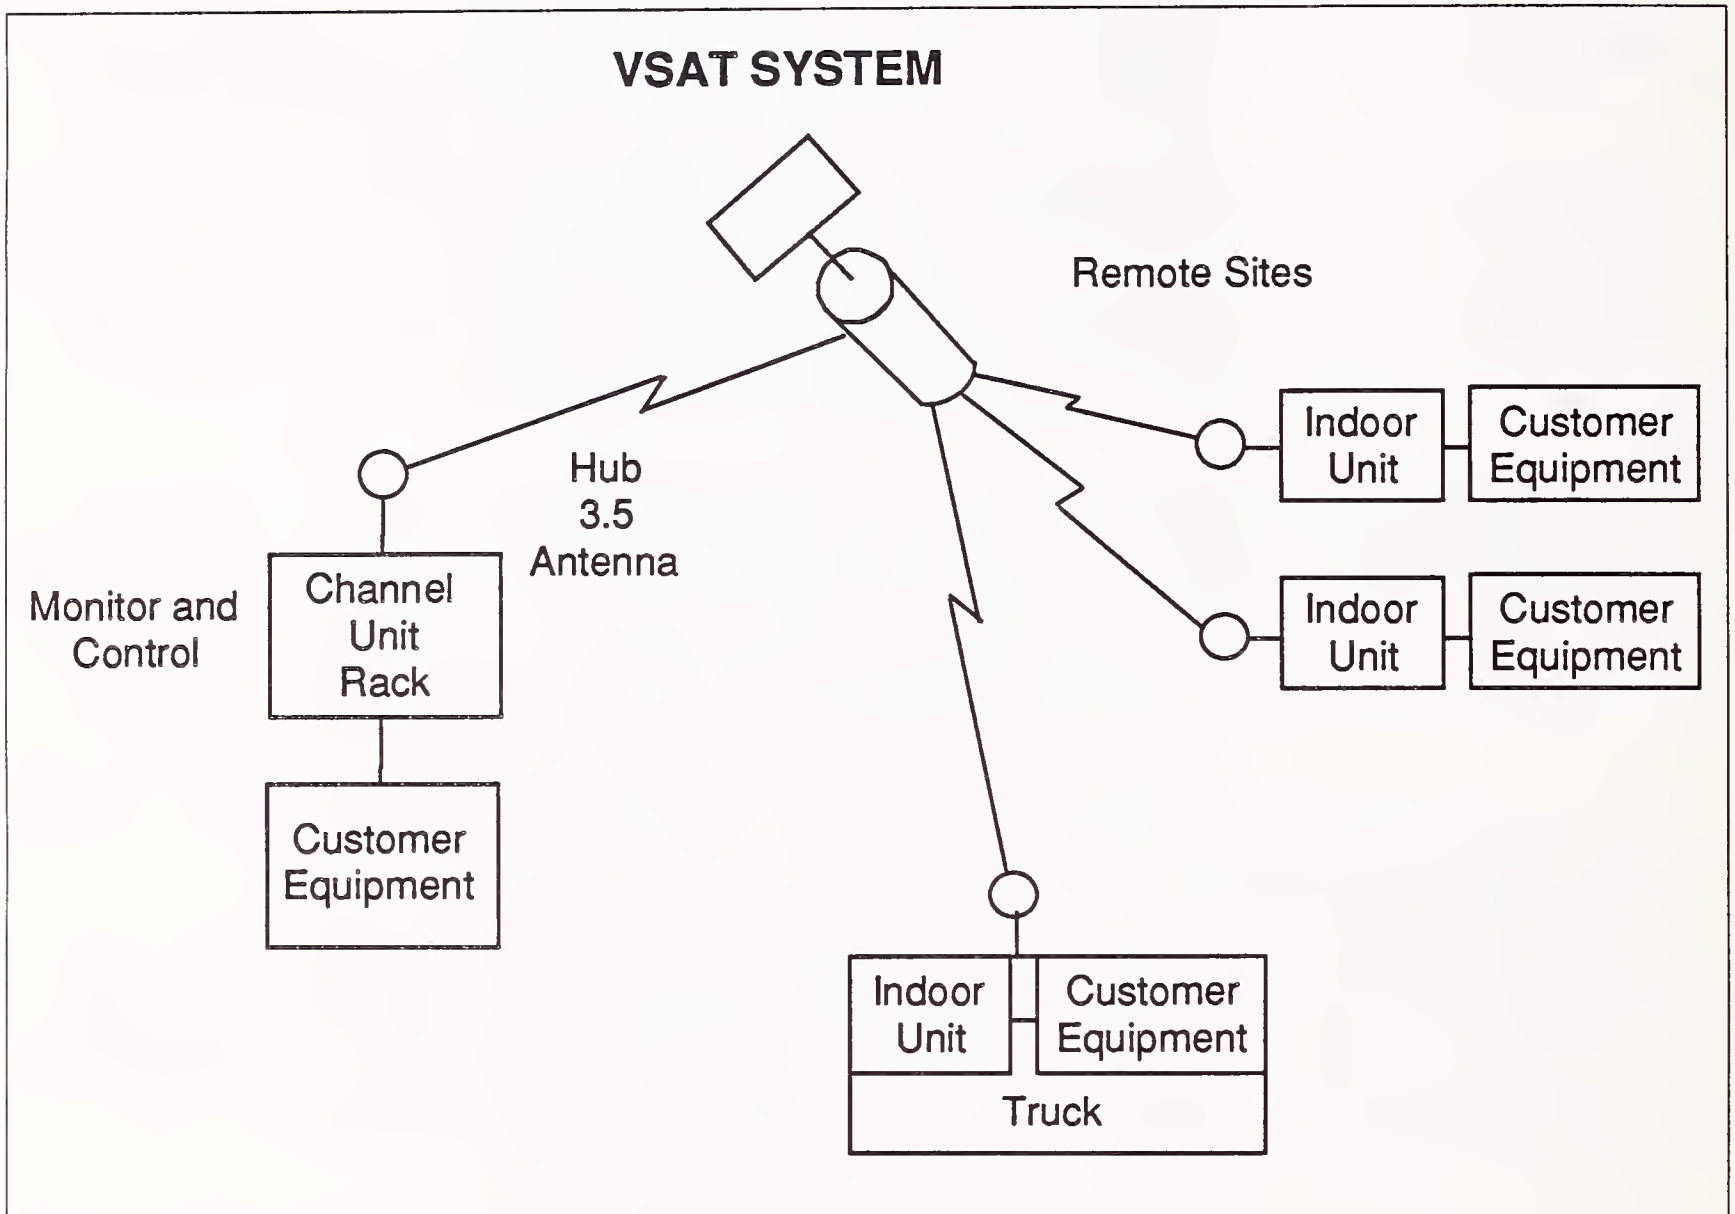 VSAT SYSTEM
Remote Sites
Hub
3.5
Antenna
Monitor and
Control
Channel
Unit
Rack
Customer
Equipment
Indoor
Unit
Customer
Equipment
Indoor
Unit
Customer
Equipment
Indoor
Unit
Customer
Equipment
Truck